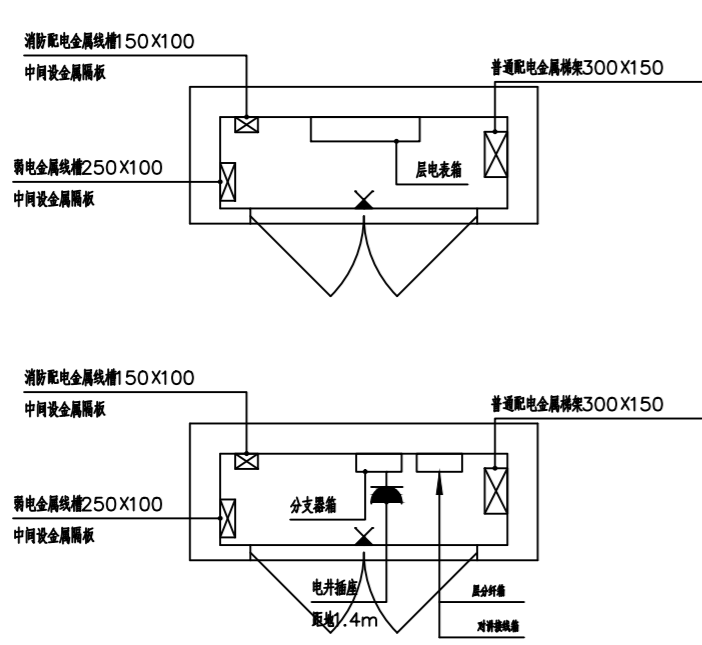 消防配电金属线槽150X100
中间设金属隔板
普通配电金属梯架300X150
弱电金属线槽250X100
中间设金属隔板
层电表箱
消防配电金属线槽150X100
中间设金属隔板
普通配电金属梯架300X150
弱电金属线槽250X100
中间设金属隔板
分支器箱
电井插座
距地1.4m
层分纤箱
对讲接线箱